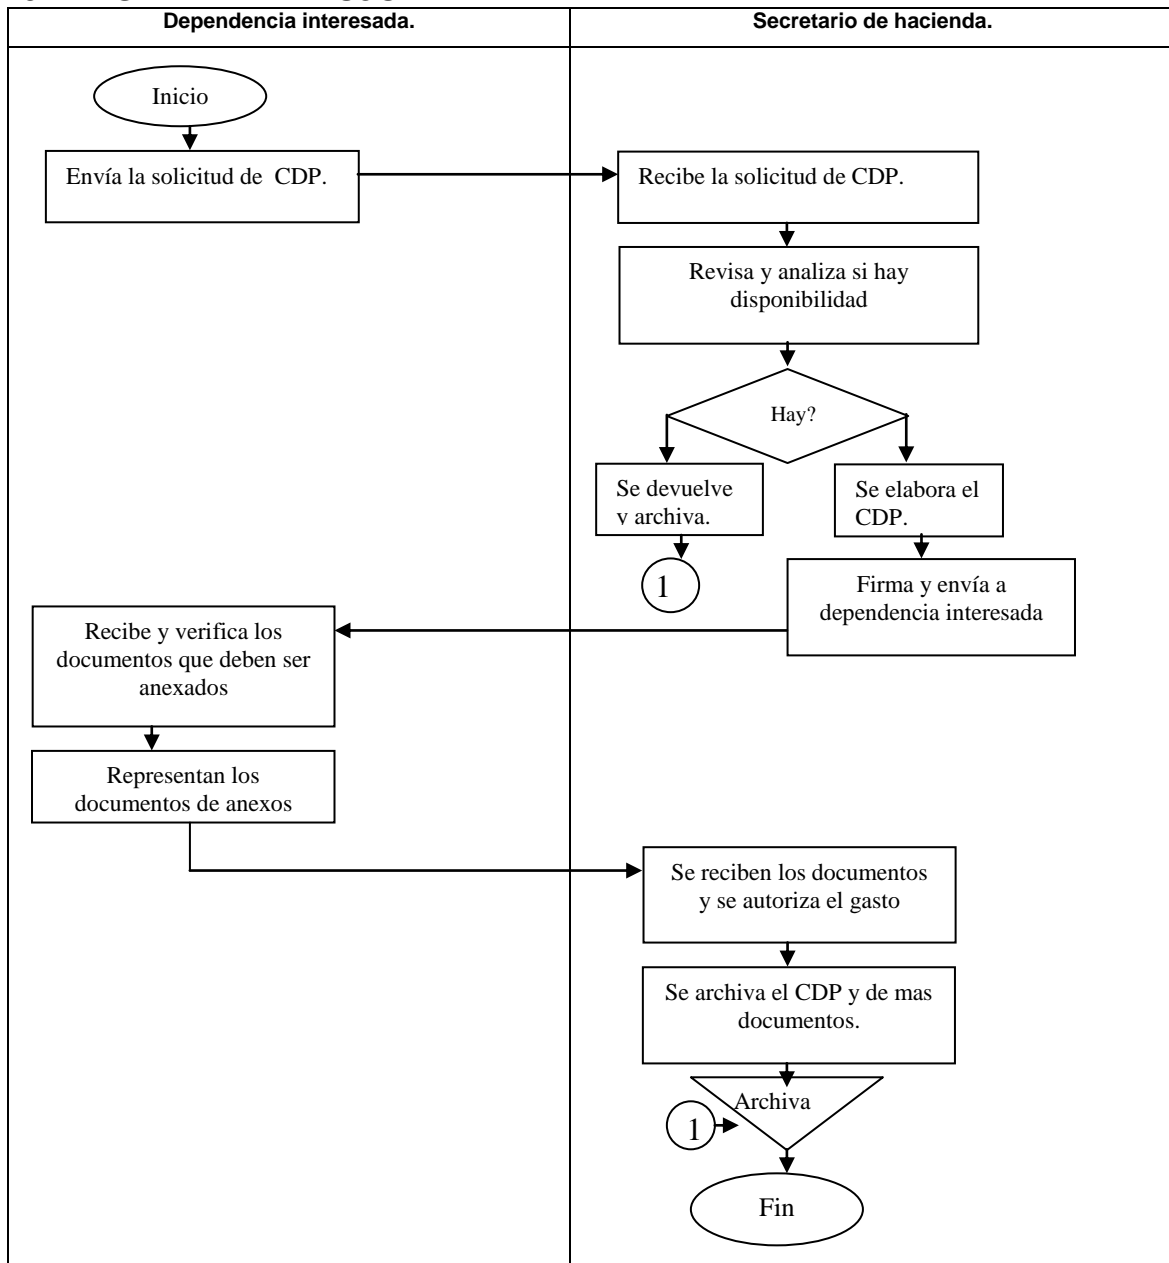 Dependencia interesada.
Secretario de hacienda.
Inicio
Envía la solicitud de CDP.
Recibe la solicitud de CDP.
Revisa y analiza si hay
disponibilidad
Hay?
Se devuelve
y archiva.
Se elabora el
CDP.
1
Firma y envía a
dependencia interesada
Recibe y verifica los
documentos que deben ser
anexados
Representan los
documentos de anexos
Se reciben los documentos
y se autoriza el gasto
Se archiva el CDP y de mas
documentos.
Archiva
1
Fin